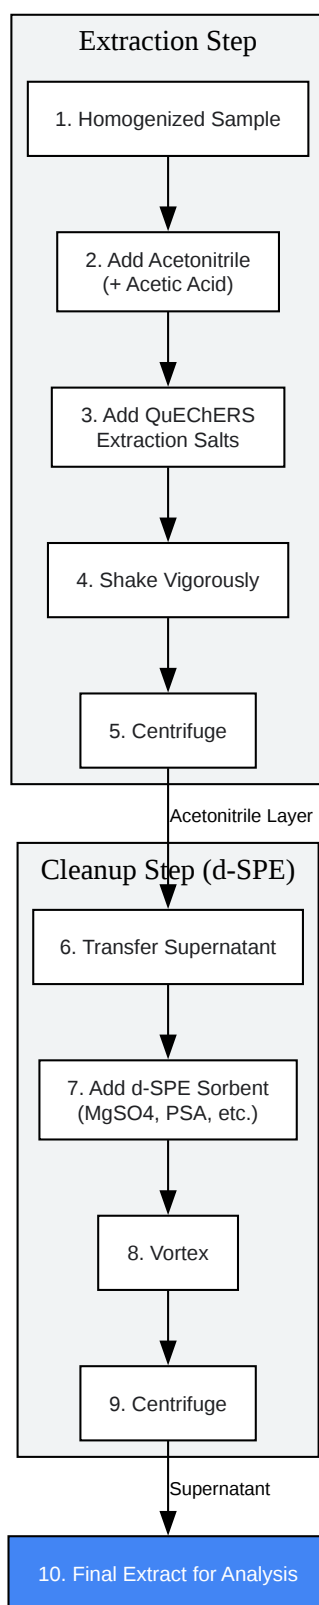 Extraction Step
1. Homogenized Sample
2. Add Acetonitrile
(+ Acetic Acid)
3. Add QuEChERS
Extraction Salts
4. Shake Vigorously
5. Centrifuge
Acetonitrile Layer
Cleanup Step (d-SPE)
6. Transfer Supernatant
7. Add d-SPE Sorbent
(MgSO4, PSA, etc.)
8. Vortex
9. Centrifuge
Supernatant
10. Final Extract for Analysis